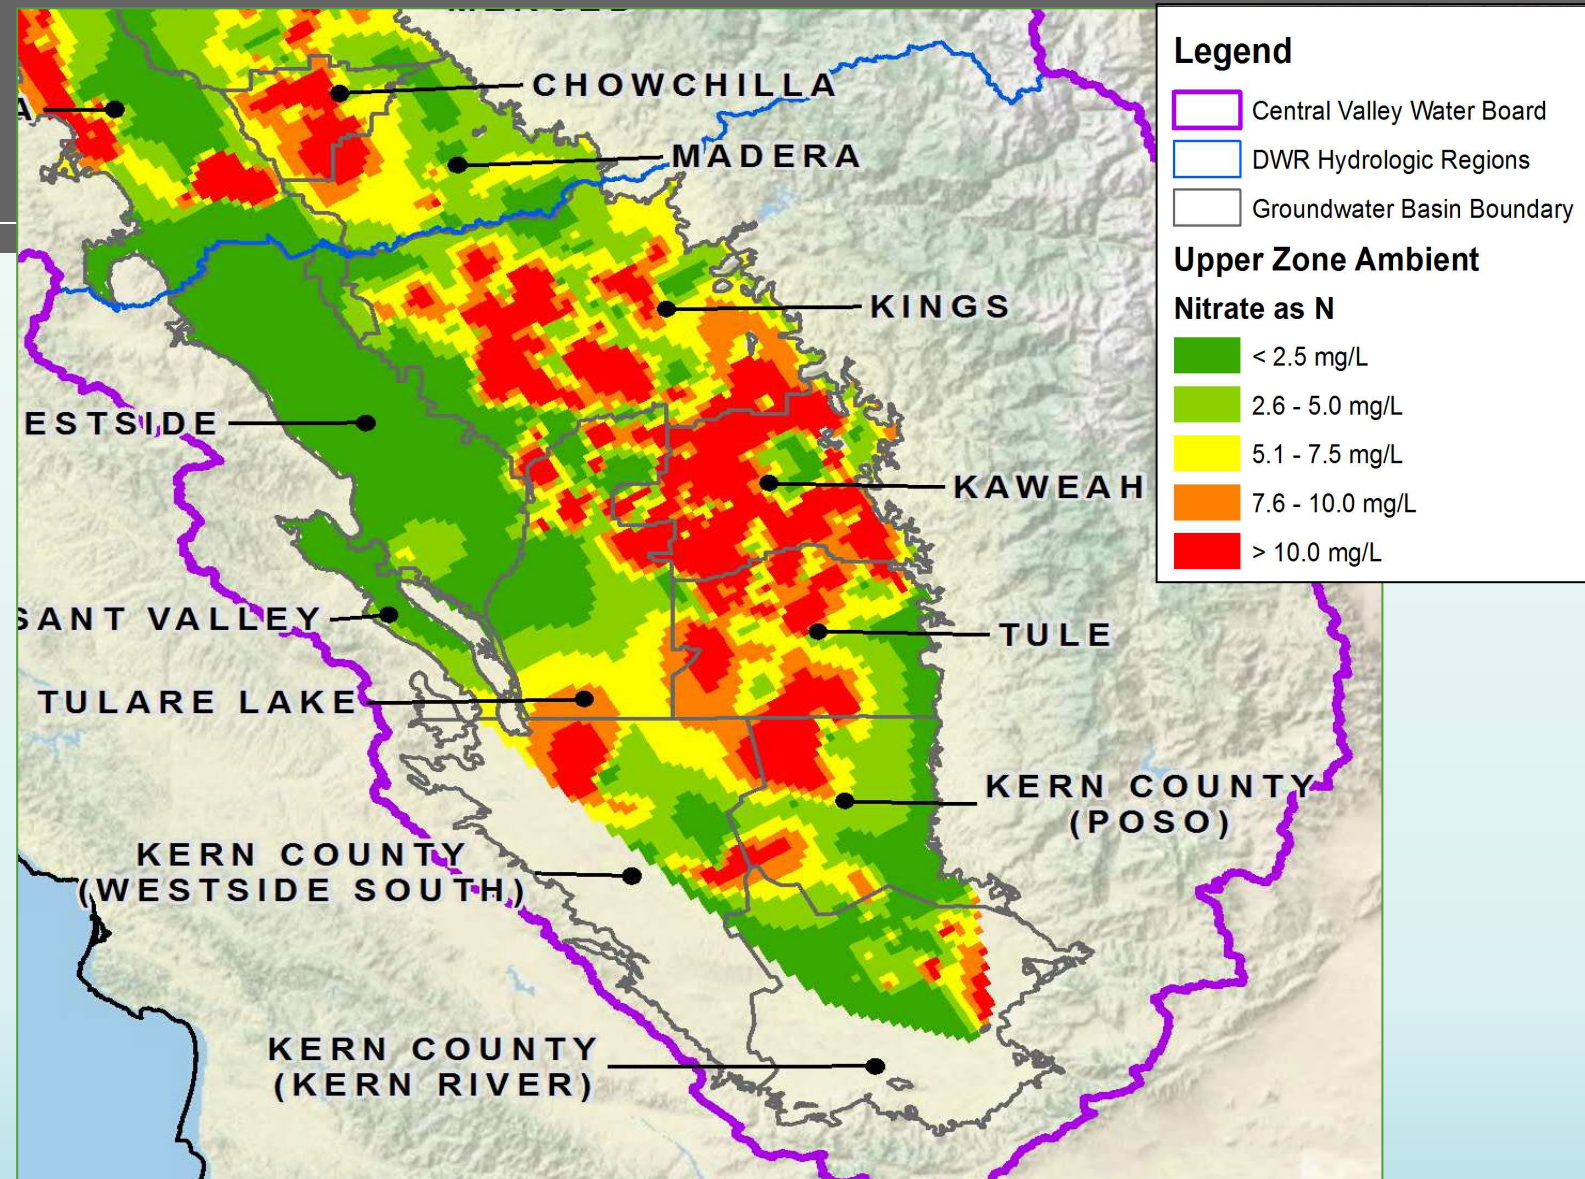 MERCED
CHOWCHILLA
A
MADERA
KINGS
ESTSIDE
KAWEAH
SANT VALLEY
TULE
TULARE LAKE
KERN COUNTY
(POSO)
KERN COUNTY
(WESTSIDE SOUTH)
KERN COUNTY
(KERN RIVER)
Legend
Central Valley Water Board
DWR Hydrologic Regions
Groundwater Basin Boundary
Upper Zone Ambient
Nitrate as N
< 2.5 mg/L
2.6 - 5.0 mg/L
5.1 - 7.5 mg/L
7.6 - 10.0 mg/L
> 10.0 mg/L